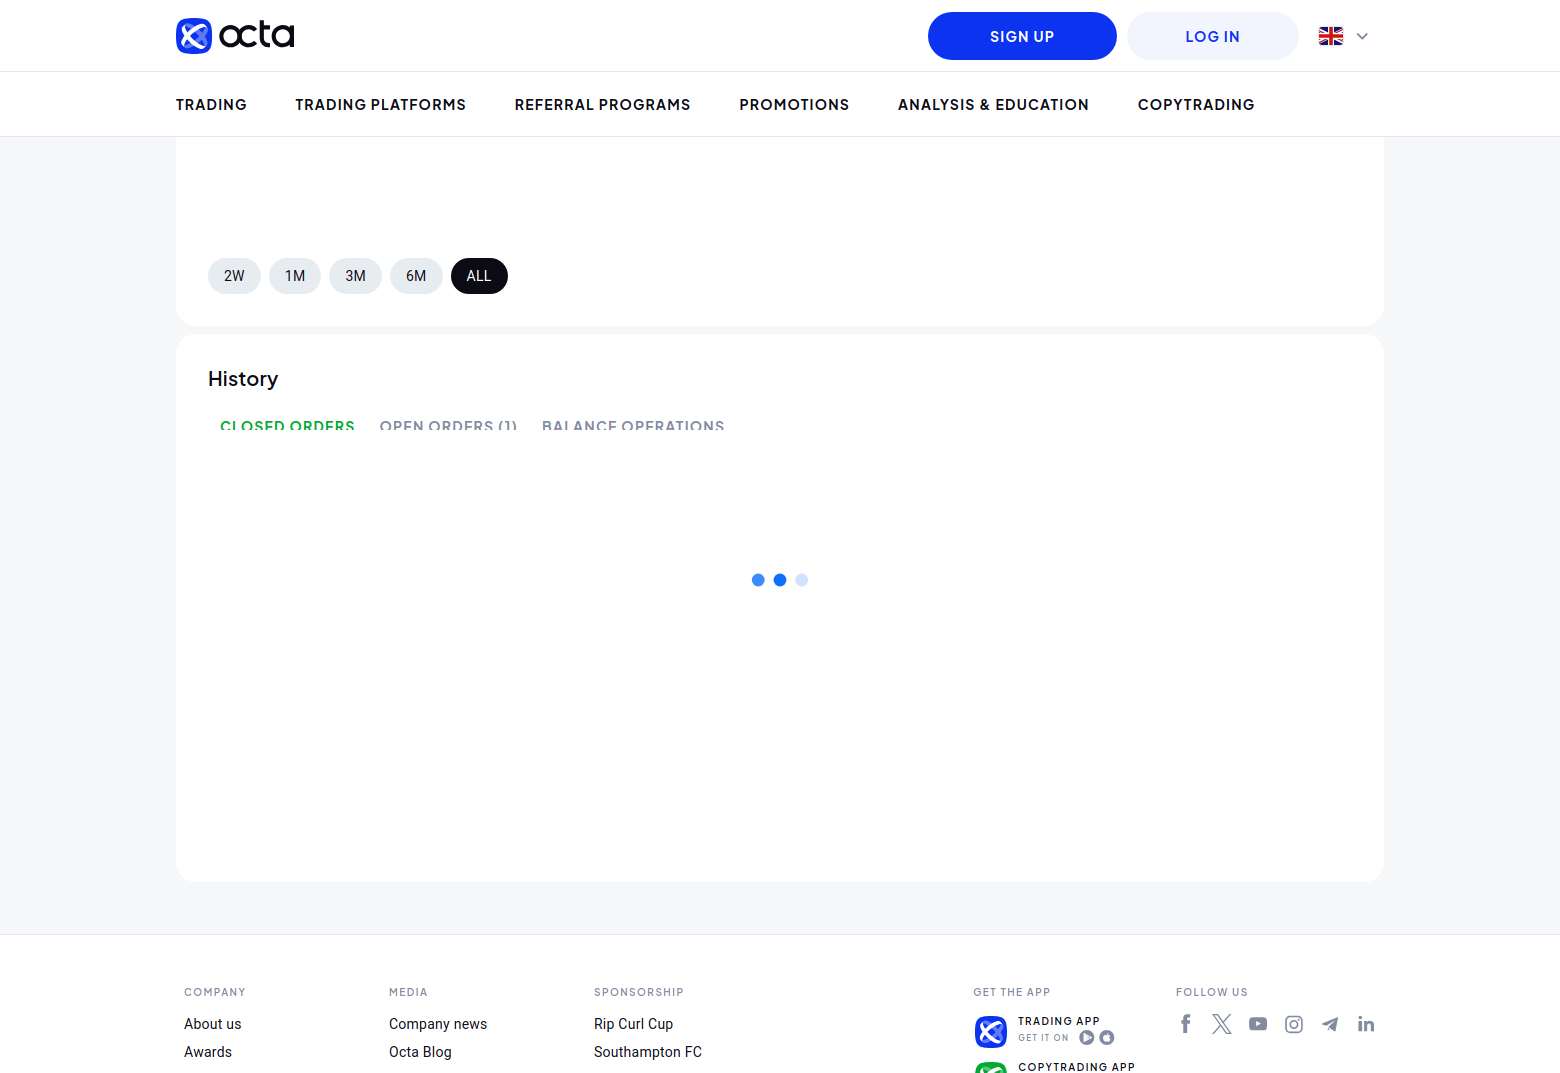 octa
SIGN UP
LOG IN
TRADING
TRADING PLATFORMS
REFERRAL PROGRAMS
PROMOTIONS
ANALYSIS & EDUCATION
COPYTRADING
2W
1M
3M
6M
ALL
History
CLOSED ORDERS
OPEN ORDERS (1)
BALANCE OPERATIONS
COMPANY
About us
Awards
MEDIA
Company news
Octa Blog
SPONSORSHIP
Rip Curl Cup
Southampton FC
GET THE APP
TRADING APP
GET IT ON
COPYTRADING APP
FOLLOW US